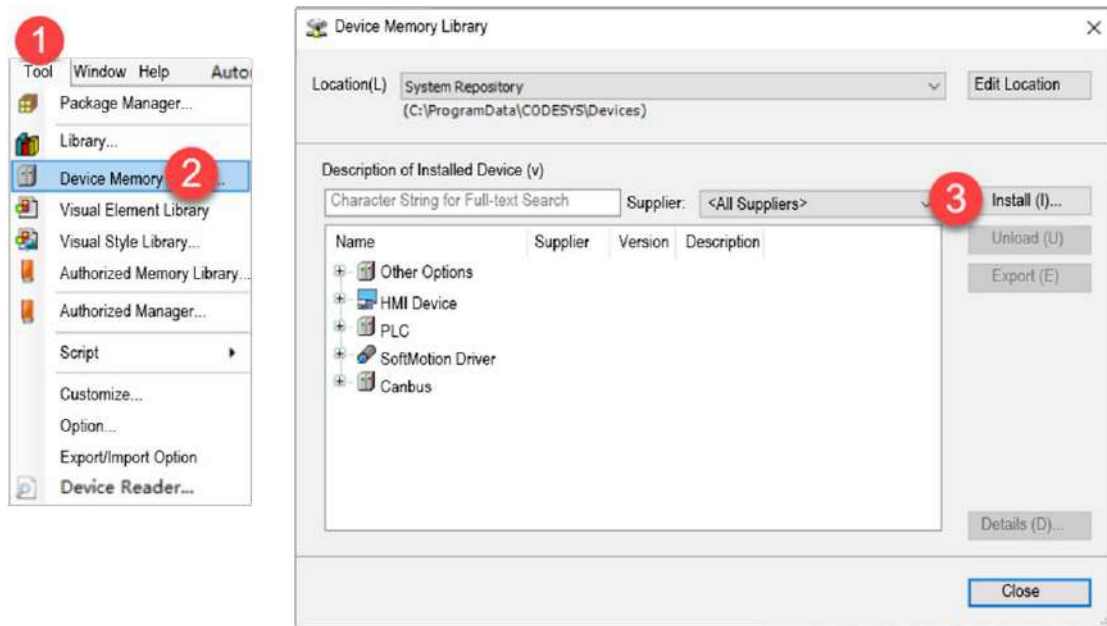 1
Tool Window Help
Package Manager...
Library...
Device Memory 2 ...
Visual Element Library
Visual Style Library...
Authorized Memory Library...
Authorized Manager...
Script
Customize...
Option...
Export/Import Option
Device Reader...
Device Memory Library
Location(L) System Repository Edit Location
(C:\ProgramData\CODESYS\Devices)
Description of Installed Device (v)
Character String for Full-text Search Supplier: <All Suppliers> 3 Install (I)...
Name Supplier Version Description Unload (U)
Other Options Export (E)
HMI Device
PLC
SoftMotion Driver
Canbus
Details (D)...
Close